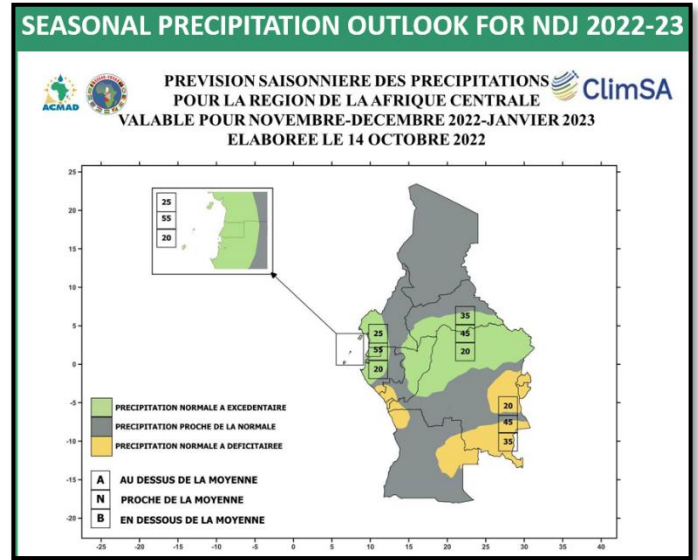 SEASONAL PRECIPITATION OUTLOOK FOR NDJ 2022-23
ACMAD
ClimSA
PREVISION SAISONNIERE DES PRECIPITATIONS
POUR LA REGION DE LA AFRIQUE CENTRALE
VALABLE POUR NOVEMBRE-DECEMBRE 2022-JANVIER 2023
ELABOREE LE 14 OCTOBRE 2022
25
20
15
10
5
0
-5
-10
-15
-20
25
55
20
25
55
20
35
45
20
20
45
35
PRECIPITATION NORMALE A EXCEDENTAIRE
PRECIPITATION PROCHE DE LA NORMALE
PRECIPITATION NORMALE A DEFICITAIREE
A AU DESSUS DE LA MOYENNE
N PROCHE DE LA MOYENNE
B EN DESSOUS DE LA MOYENNE
-25 -20 -15 -10 -5 0 5 10 15 20 25 30 35 40